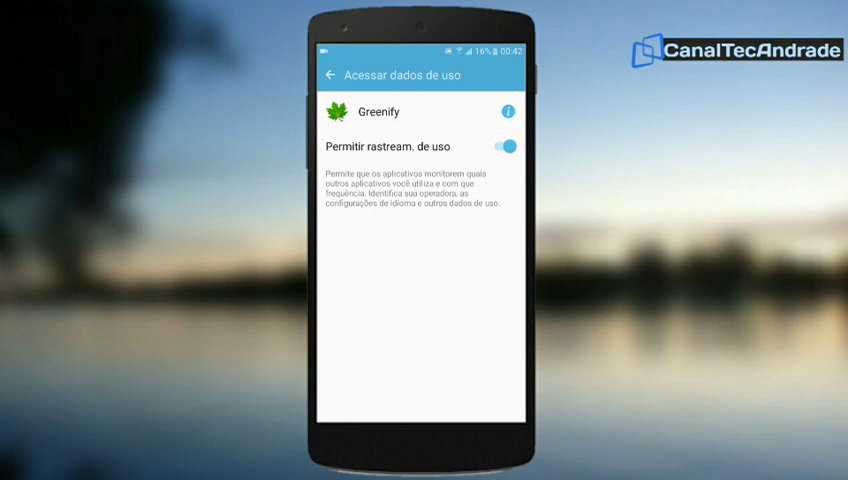 CanalTecAndrade
16% 00:42
Acessar dados de uso
Greenify
Permitir rastream. de uso
Permite que os aplicativos monitorem quais
outros aplicativos você utiliza e com que
frequência. Identifica sua operadora, as
configurações de idioma e outros dados de uso.